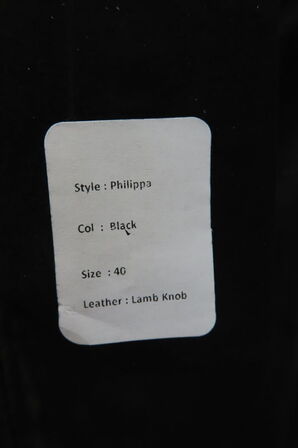 Style : Philippa
Col : Black
Size : 40
Leather : Lamb Knob